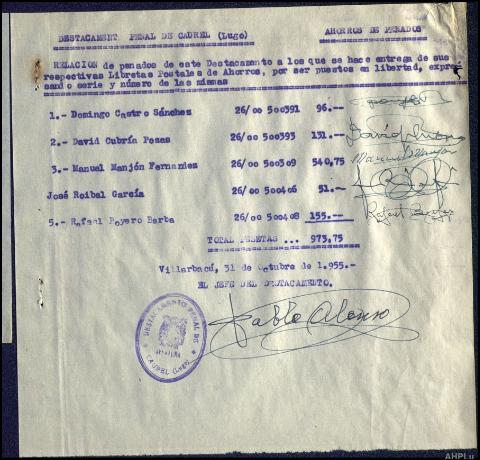 DESTACAMENT. PENAL DE CAUREL (Lugo) AHORROS DE PENADOS
RELACION de penados de este Destacamento a los que se hace entrega de sus
respectivas Libretas Postales de Ahorros, por ser puestos en libertad, expre
sando serie y número de las mismas
1.- Domingo Castro Sánchez 26/00 500391 96.--
2.- David Cubrín Pezas 26/00 500393 131.--
3.- Manuel Manjón Fernandez 26/00 500309 540,75
José Roibal García 26/00 500406 51.--
5.- Rafael Boyero Barba 26/00 500408 155.--
TOTAL PESETAS ... 973,75
Villarbacú, 31 de octubre de 1.955.-
EL JEFE DEL DESTACAMENTO.
Pablo Alonso
DESTACAMENTO PENAL DE
CAUREL (Lugo)
AHPLu